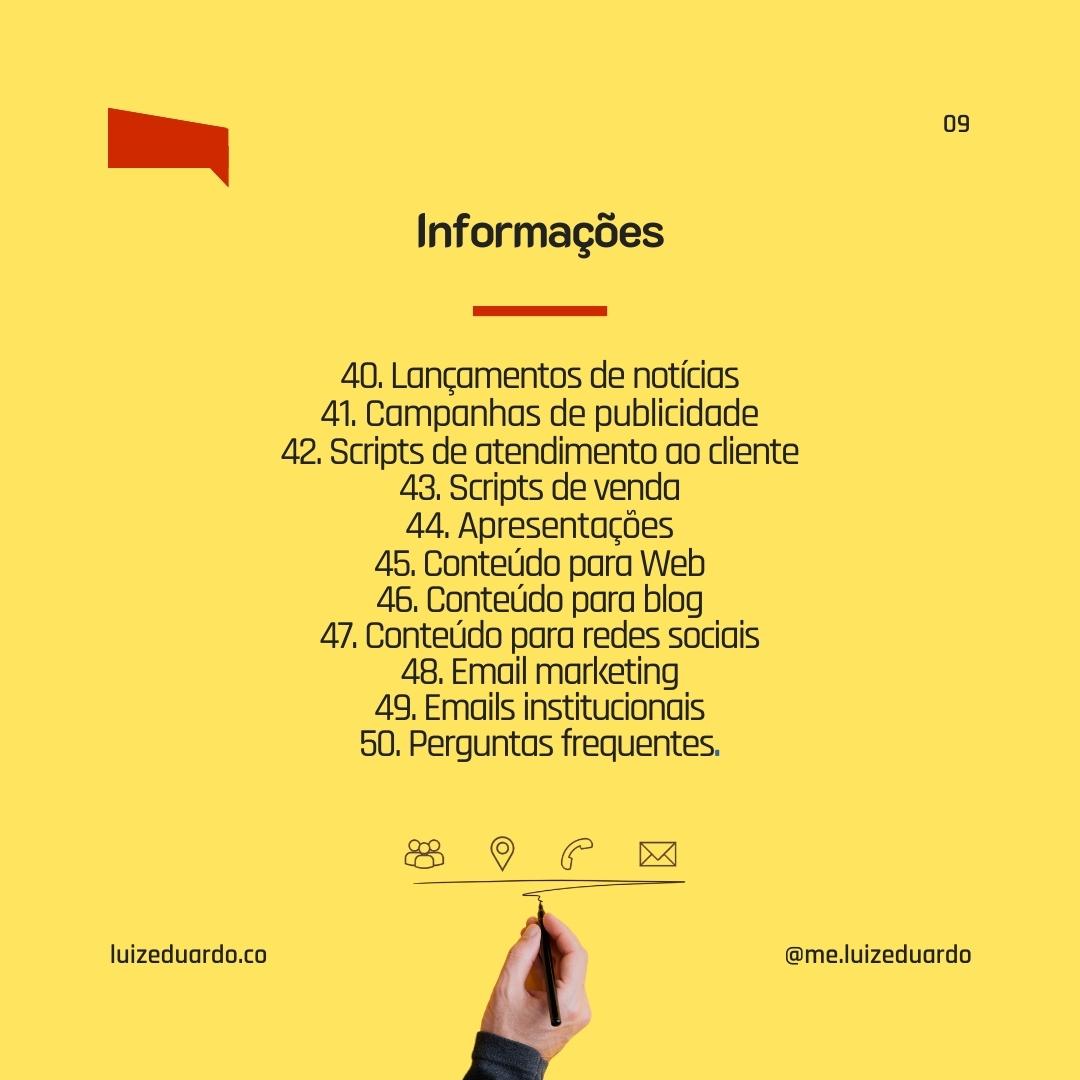 09
Informações
40. Lançamentos de notícias
41. Campanhas de publicidade
42. Scripts de atendimento ao cliente
43. Scripts de venda
44. Apresentações
45. Conteúdo para Web
46. Conteúdo para blog
47. Conteúdo para redes sociais
48. Email marketing
49. Emails institucionais
50. Perguntas frequentes.
luizeduardo.co
@me.luizeduardo